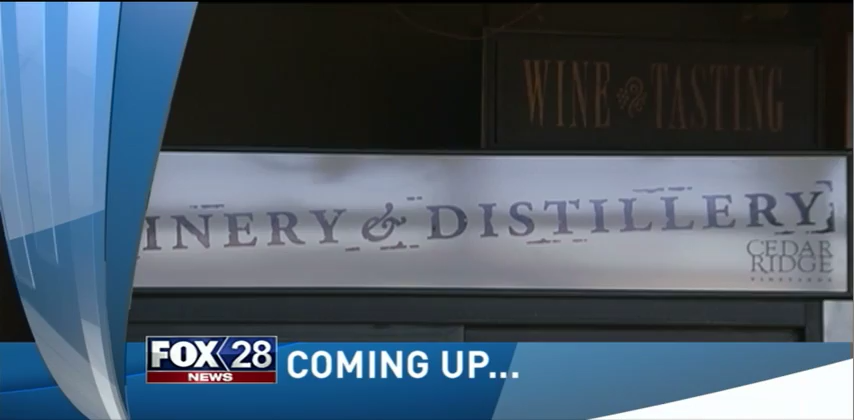 WINE TASTING
INERY & DISTILLERY
CEDAR
RIDGE
FOX 28
NEWS
COMING UP...